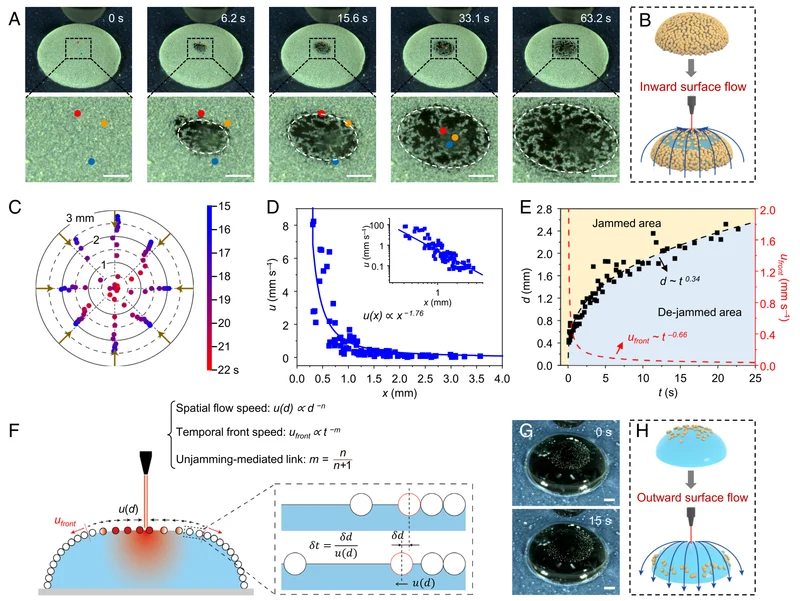 A
0 s
6.2 s
15.6 s
33.1 s
63.2 s
B
Inward surface flow
C
3 mm
2
1
15
16
17
18
19
20
21
22 s
D
8
6
4
2
0
u (mm s⁻¹)
0.0 0.5 1.0 1.5 2.0 2.5 3.0 3.5 4.0
x (mm)
u(x) ∝ x⁻¹·⁷⁶
100
1
0.1
u (mm s⁻¹)
1
x (mm)
E
2.8
2.4
2.0
1.6
1.2
0.8
0.4
0.0
d (mm)
Jammed area
d ~ t 0.34
De-jammed area
u front ~ t −0.66
0 5 10 15 20 25
t (s)
2.0
1.6
1.2
0.8
0.4
0.0
u front (mm s⁻¹)
F
Spatial flow speed: u(d) ∝ d −n
Temporal front speed: u front ∝ t −m
Unjamming-mediated link: m = n/n+1
u front
u(d)
δt = δd/u(d)
δd
u(d)
G
0 s
15 s
H
Outward surface flow